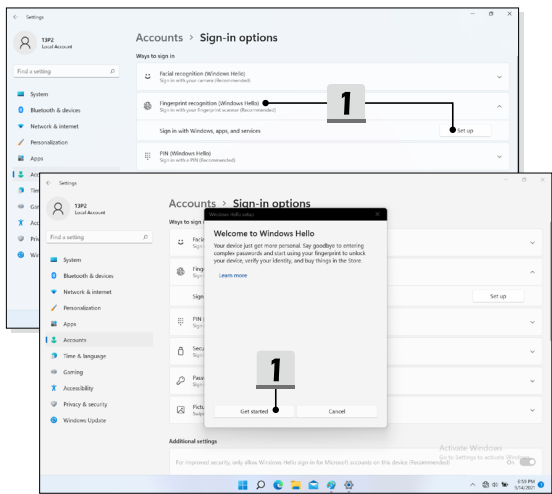 Settings
13P2
Local Account
Find a setting
System
Bluetooth & devices
Network & internet
Personalization
Apps
Accounts > Sign-in options
Ways to sign in
Facial recognition (Windows Hello)
Sign in with your camera (Recommended)
Fingerprint recognition (Windows Hello)
Sign in with your fingerprint scanner (Recommended)
1
Sign in with Windows, apps, and services
Set up
PIN (Windows Hello)
Sign in with a PIN (Recommended)
Settings
13P2
Local Account
Find a setting
System
Bluetooth & devices
Network & internet
Personalization
Apps
Accounts
Time & language
Gaming
Accessibility
Privacy & security
Windows Update
Accounts > Sign-in options
Ways to sign
Set up
Windows Hello setup
Welcome to Windows Hello
Your device just got more personal. Say goodbye to entering
complex passwords and start using your fingerprint to unlock
your device, verify your identity, and buy things in the Store.
Learn more
1
Get started
Cancel
Additional settings
For improved security, only allow Windows Hello sign-in for Microsoft accounts on this device (Recommended)
On
Activate Windows
Go to Settings to activate Windows.
6:59 PM
5/14/2021